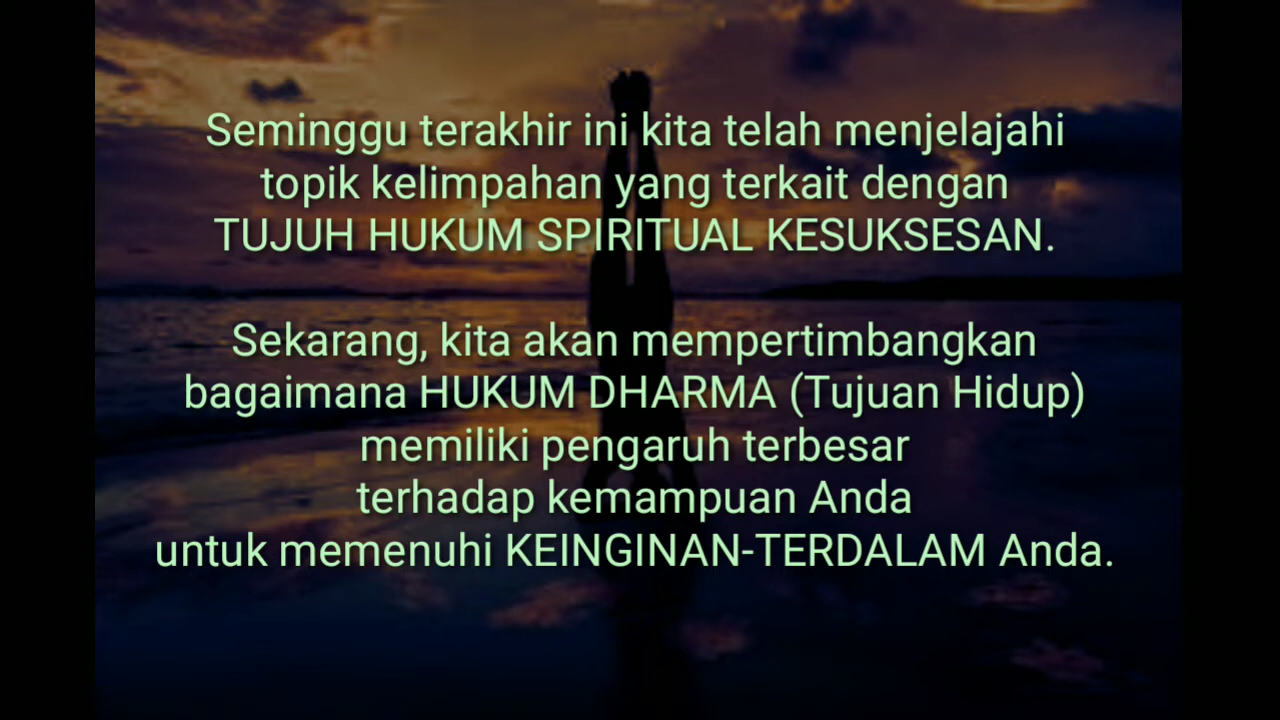 Seminggu terakhir ini kita telah menjelajahi
topik kelimpahan yang terkait dengan
TUJUH HUKUM SPIRITUAL KESUKSESAN.
Sekarang, kita akan mempertimbangkan
bagaimana HUKUM DHARMA (Tujuan Hidup)
memiliki pengaruh terbesar
terhadap kemampuan Anda
untuk memenuhi KEINGINAN-TERDALAM Anda.